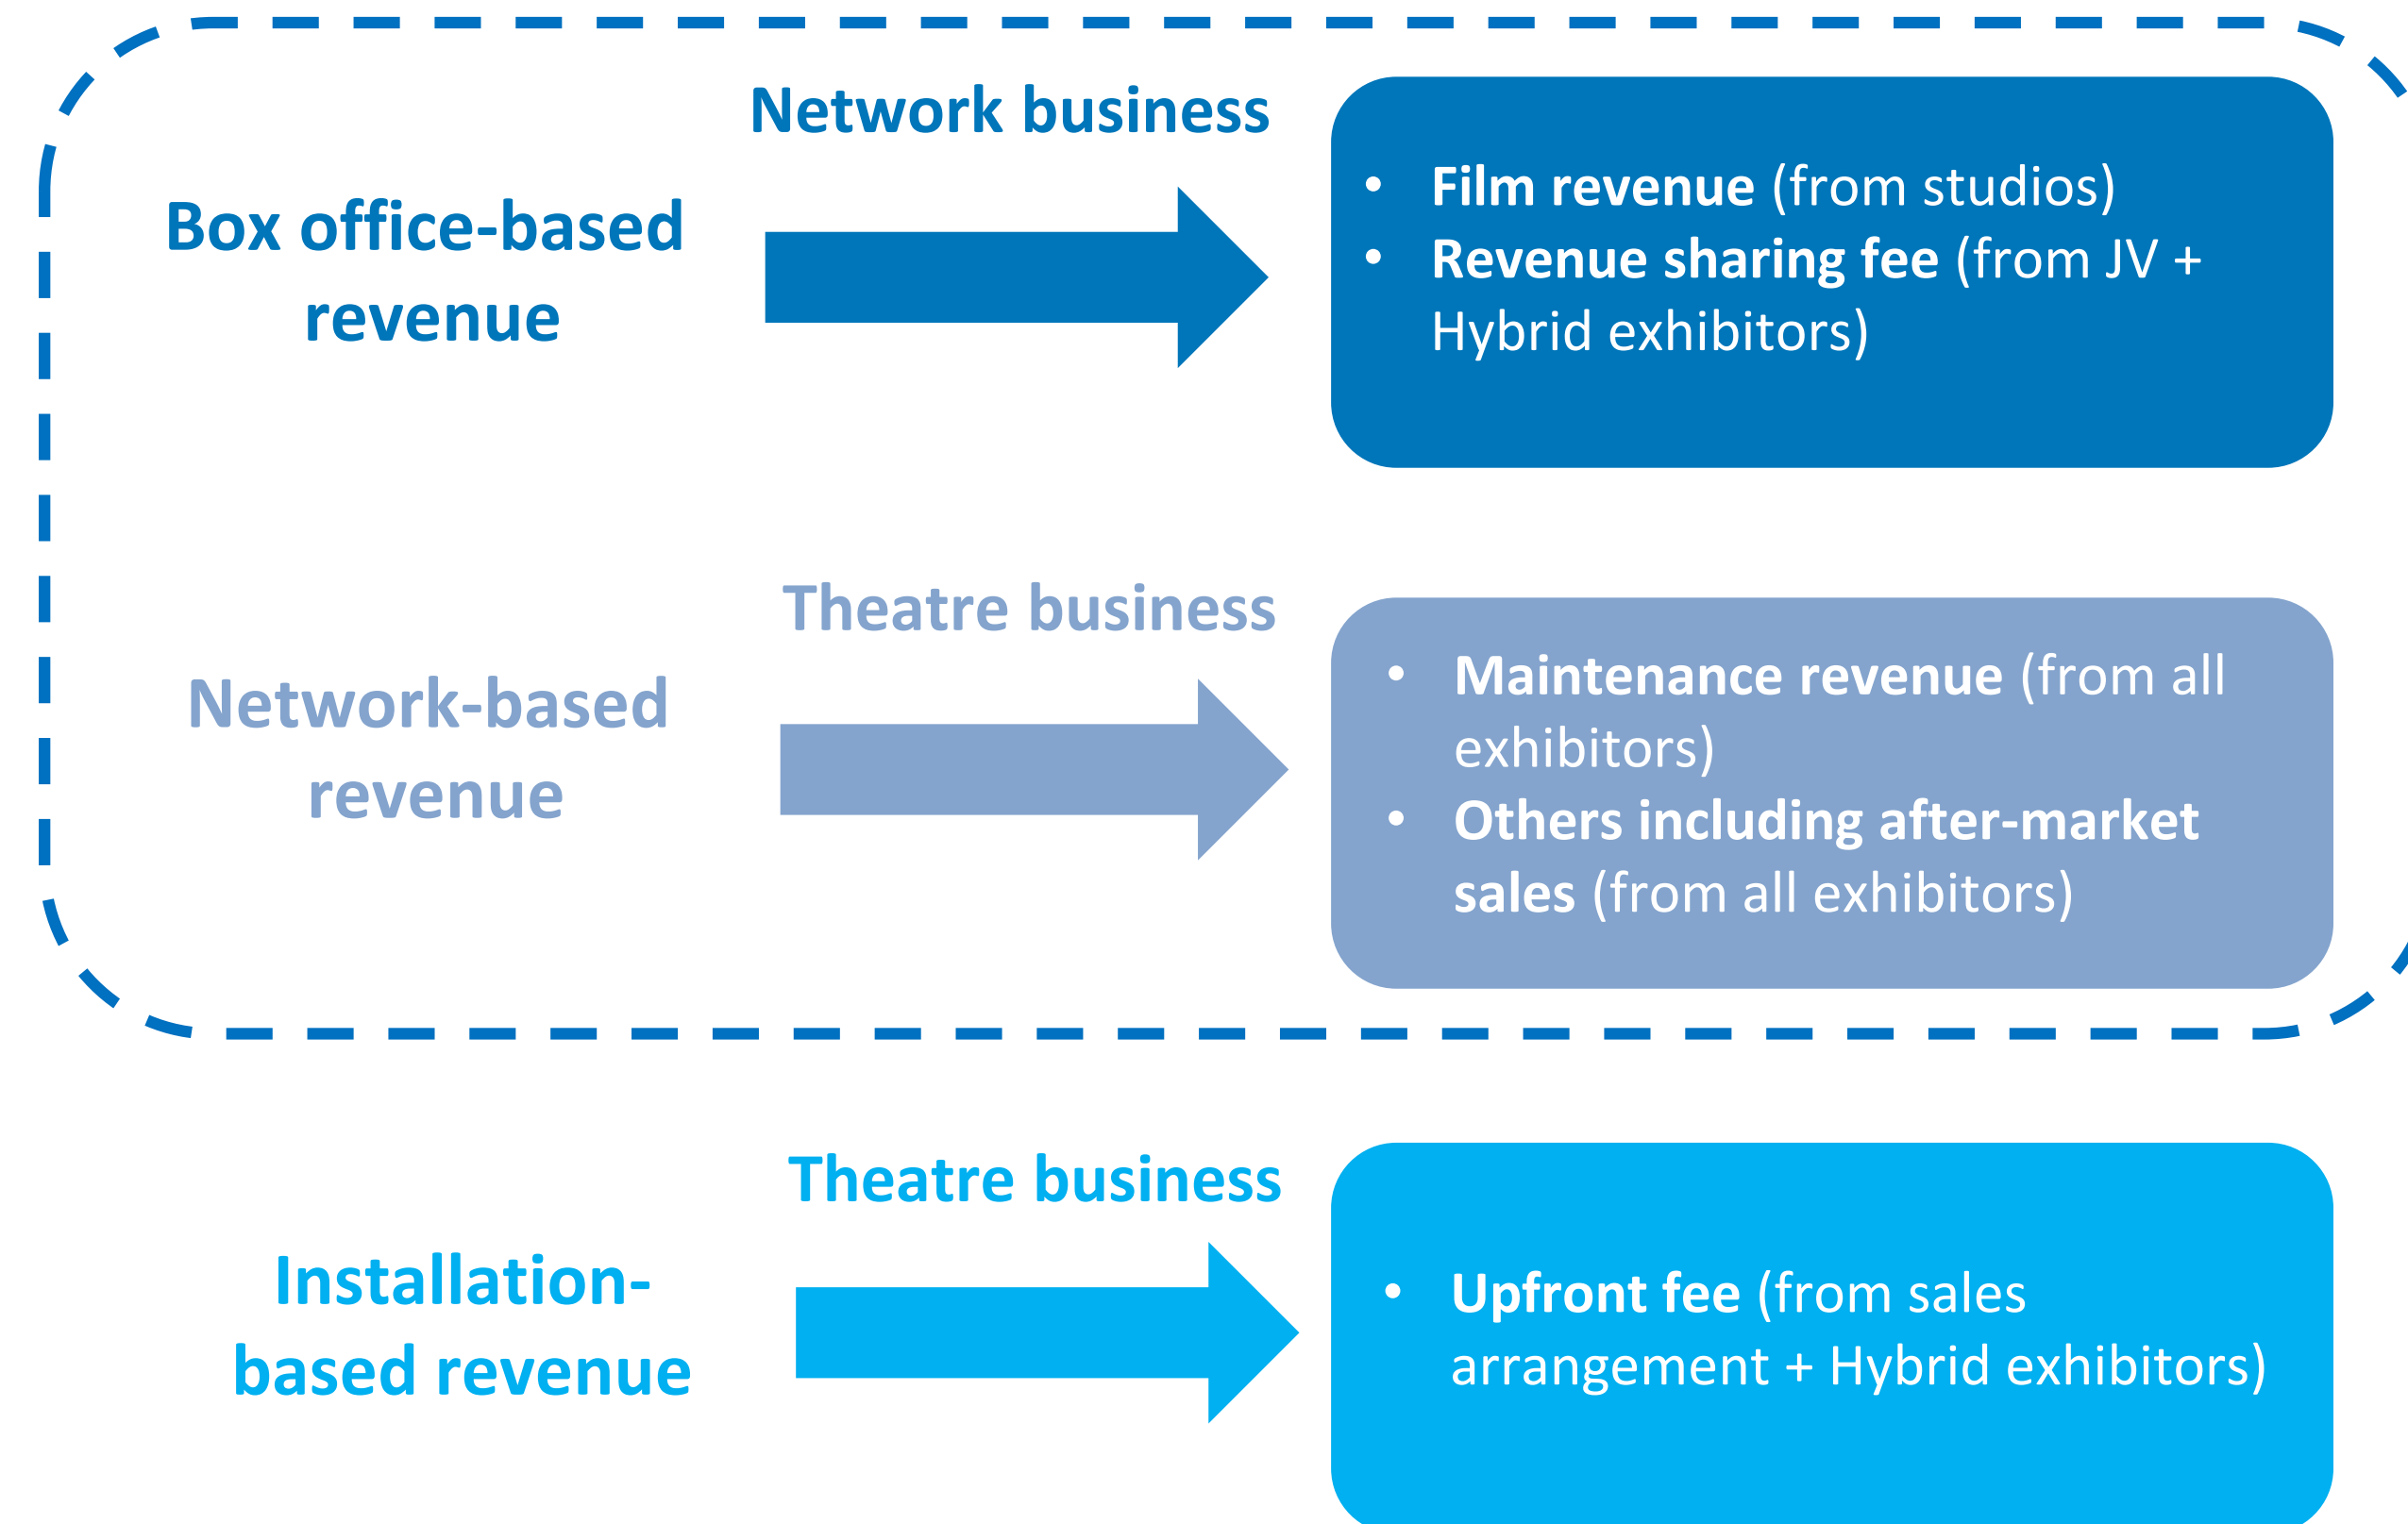 Network business
Box office-based
revenue
• Film revenue (from studios)
• Revenue sharing fee (from JV +
Hybrid exhibitors)
Theatre business
Network-based
revenue
• Maintenance revenue (from all
exhibitors)
• Others including after-market
sales (from all exhibitors)
Theatre business
Installation-
based revenue
• Upfront fee (from sales
arrangement + Hybrid exhibitors)